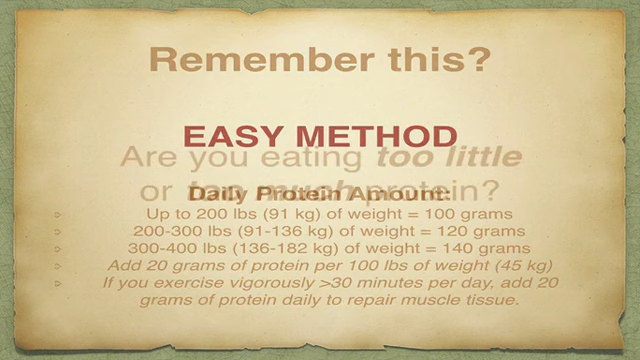 Remember this?
EASY METHOD
Are you eating too little
or too much protein?
Daily Protein Amount:
Up to 200 lbs (91 kg) of weight = 100 grams
200-300 lbs (91-136 kg) of weight = 120 grams
300-400 lbs (136-182 kg) of weight = 140 grams
Add 20 grams of protein per 100 lbs of weight (45 kg)
If you exercise vigorously >30 minutes per day, add 20
grams of protein daily to repair muscle tissue.